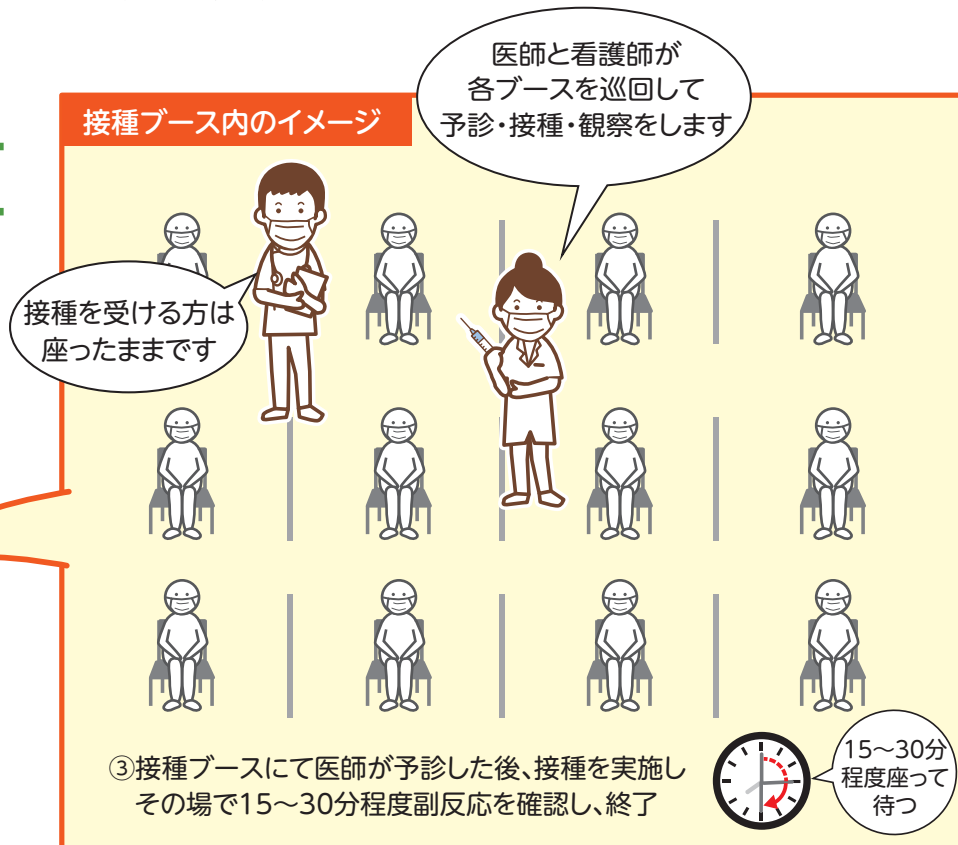 医師と看護師が
各ブースを巡回して
予診・接種・観察をします
接種ブース内のイメージ
接種を受ける方は
座ったままです
③接種ブースにて医師が予診した後、接種を実施し
その場で15～30分程度副反応を確認し、終了
15～30分
程度座って
待つ